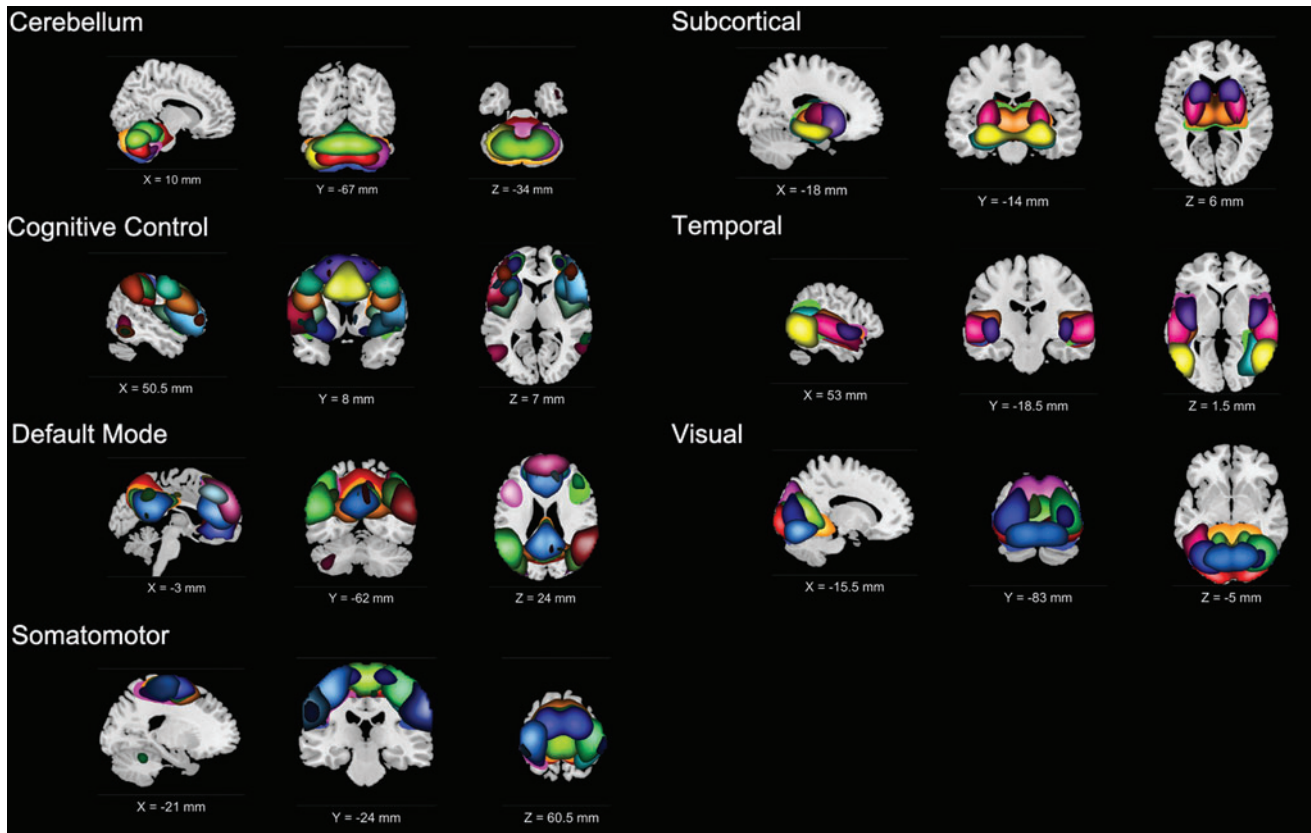 Cerebellum
X = 10 mm
Y = -67 mm
Z = -34 mm
Cognitive Control
X = 50.5 mm
Y = 8 mm
Z = 7 mm
Default Mode
X = -3 mm
Y = -62 mm
Z = 24 mm
Somatomotor
X = -21 mm
Y = -24 mm
Z = 60.5 mm
Subcortical
X = -18 mm
Y = -14 mm
Z = 6 mm
Temporal
X = 53 mm
Y = -18.5 mm
Z = 1.5 mm
Visual
X = -15.5 mm
Y = -83 mm
Z = -5 mm